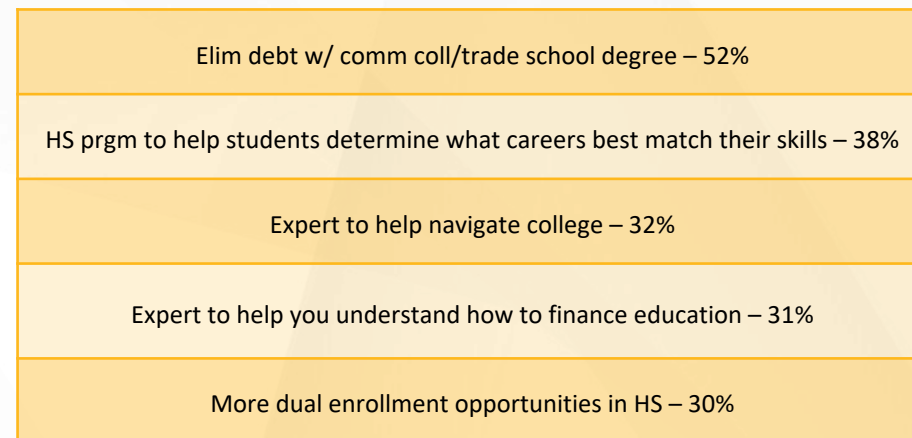 Elim debt w/ comm coll/trade school degree – 52%
HS prgm to help students determine what careers best match their skills – 38%
Expert to help navigate college – 32%
Expert to help you understand how to finance education – 31%
More dual enrollment opportunities in HS – 30%